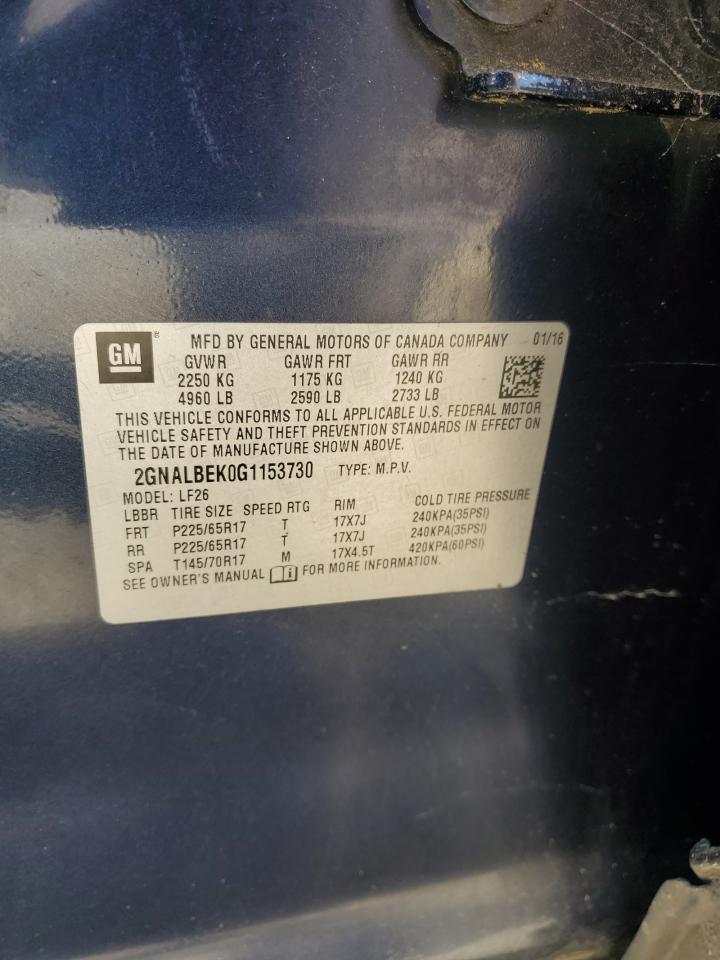 GM ® MFD BY GENERAL MOTORS OF CANADA COMPANY 01/16
GVWR GAWR FRT GAWR RR
2250 KG 1175 KG 1240 KG
4960 LB 2590 LB 2733 LB
THIS VEHICLE CONFORMS TO ALL APPLICABLE U.S. FEDERAL MOTOR
VEHICLE SAFETY AND THEFT PREVENTION STANDARDS IN EFFECT ON
THE DATE OF MANUFACTURE SHOWN ABOVE.
2GNALBEK0G1153730 TYPE: M.P.V.
MODEL: LF26
LBBR TIRE SIZE SPEED RTG RIM COLD TIRE PRESSURE
FRT P225/65R17 T 17X7J 240KPA(35PSI)
RR P225/65R17 T 17X7J 240KPA(35PSI)
SPA T145/70R17 M 17X4.5T 420KPA(60PSI)
SEE OWNER'S MANUAL FOR MORE INFORMATION.